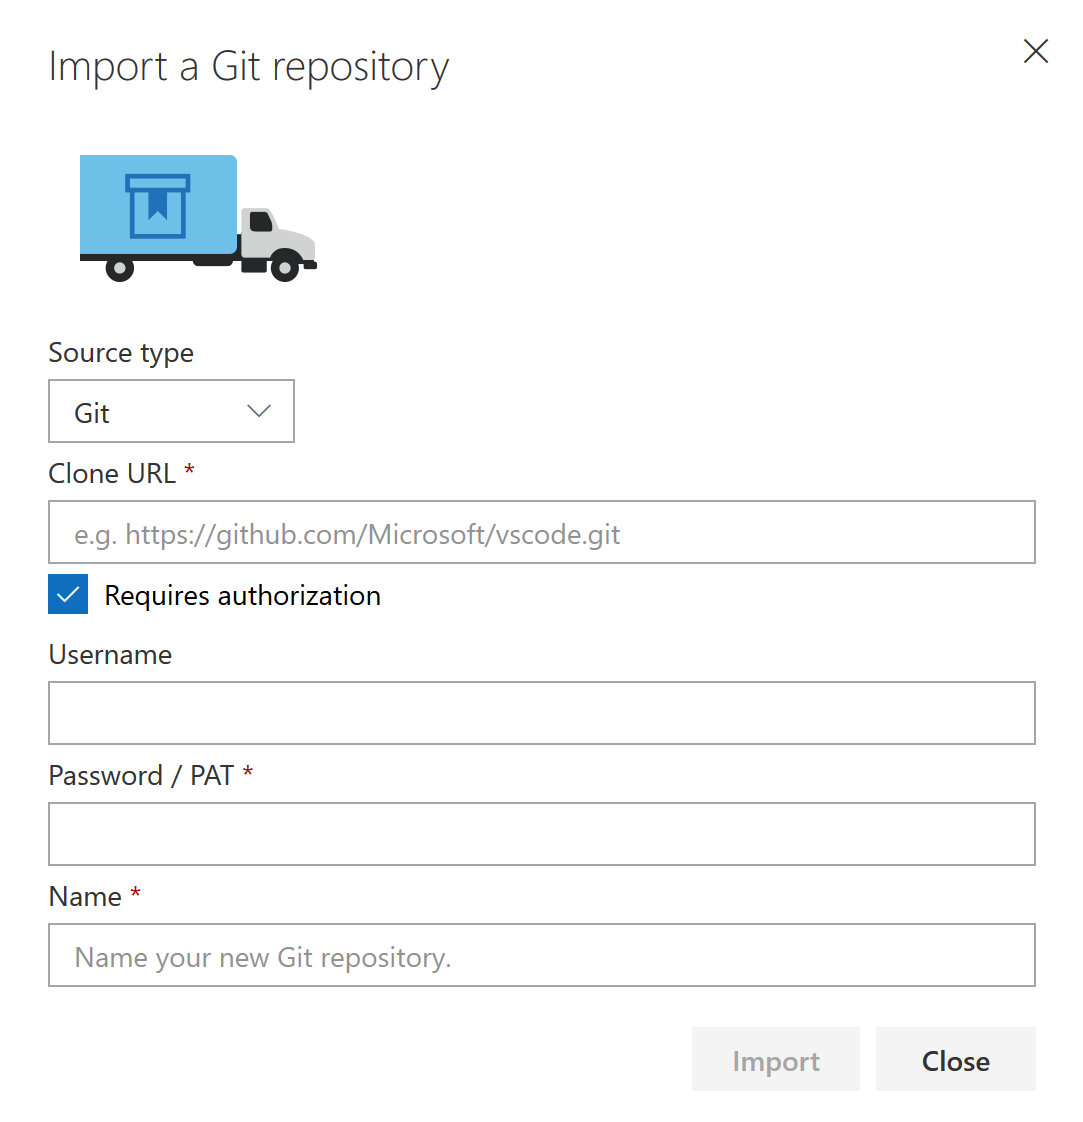 Import a Git repository
Source type
Git
Clone URL *
e.g. https://github.com/Microsoft/vscode.git
Requires authorization
Username
Password / PAT *
Name *
Name your new Git repository.
Import
Close